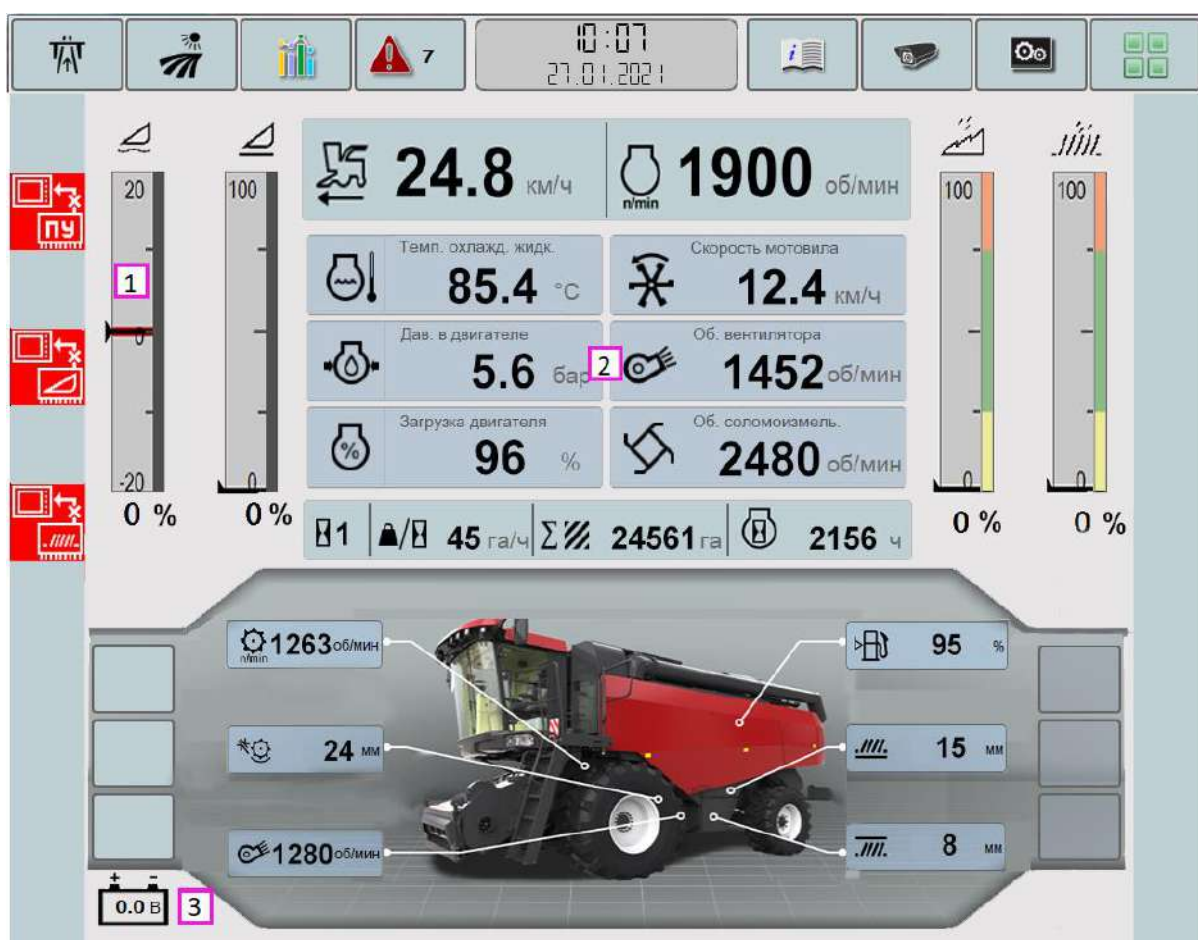 7
10:07
27.01.2021
i
20
100
24.8 км/ч
n/min
1900 об/мин
100
100
ПУ
1
Темп. охлажд. жидк.
85.4 °C
Скорость мотовила
12.4 км/ч
0
Дав. в двигателе
5.6 бар
2
Об. вентилятора
1452 об/мин
Загрузка двигателя
% 96 %
Об. соломоизмель.
2480 об/мин
-20
0
0
0
0 %
0 %
0 %
0 %
1
45 га/ч
Σ 24561 га
2156 ч
n/min
1263 об/мин
95 %
24 мм
15 мм
1280 об/мин
8 мм
+ -
0.0 В
3